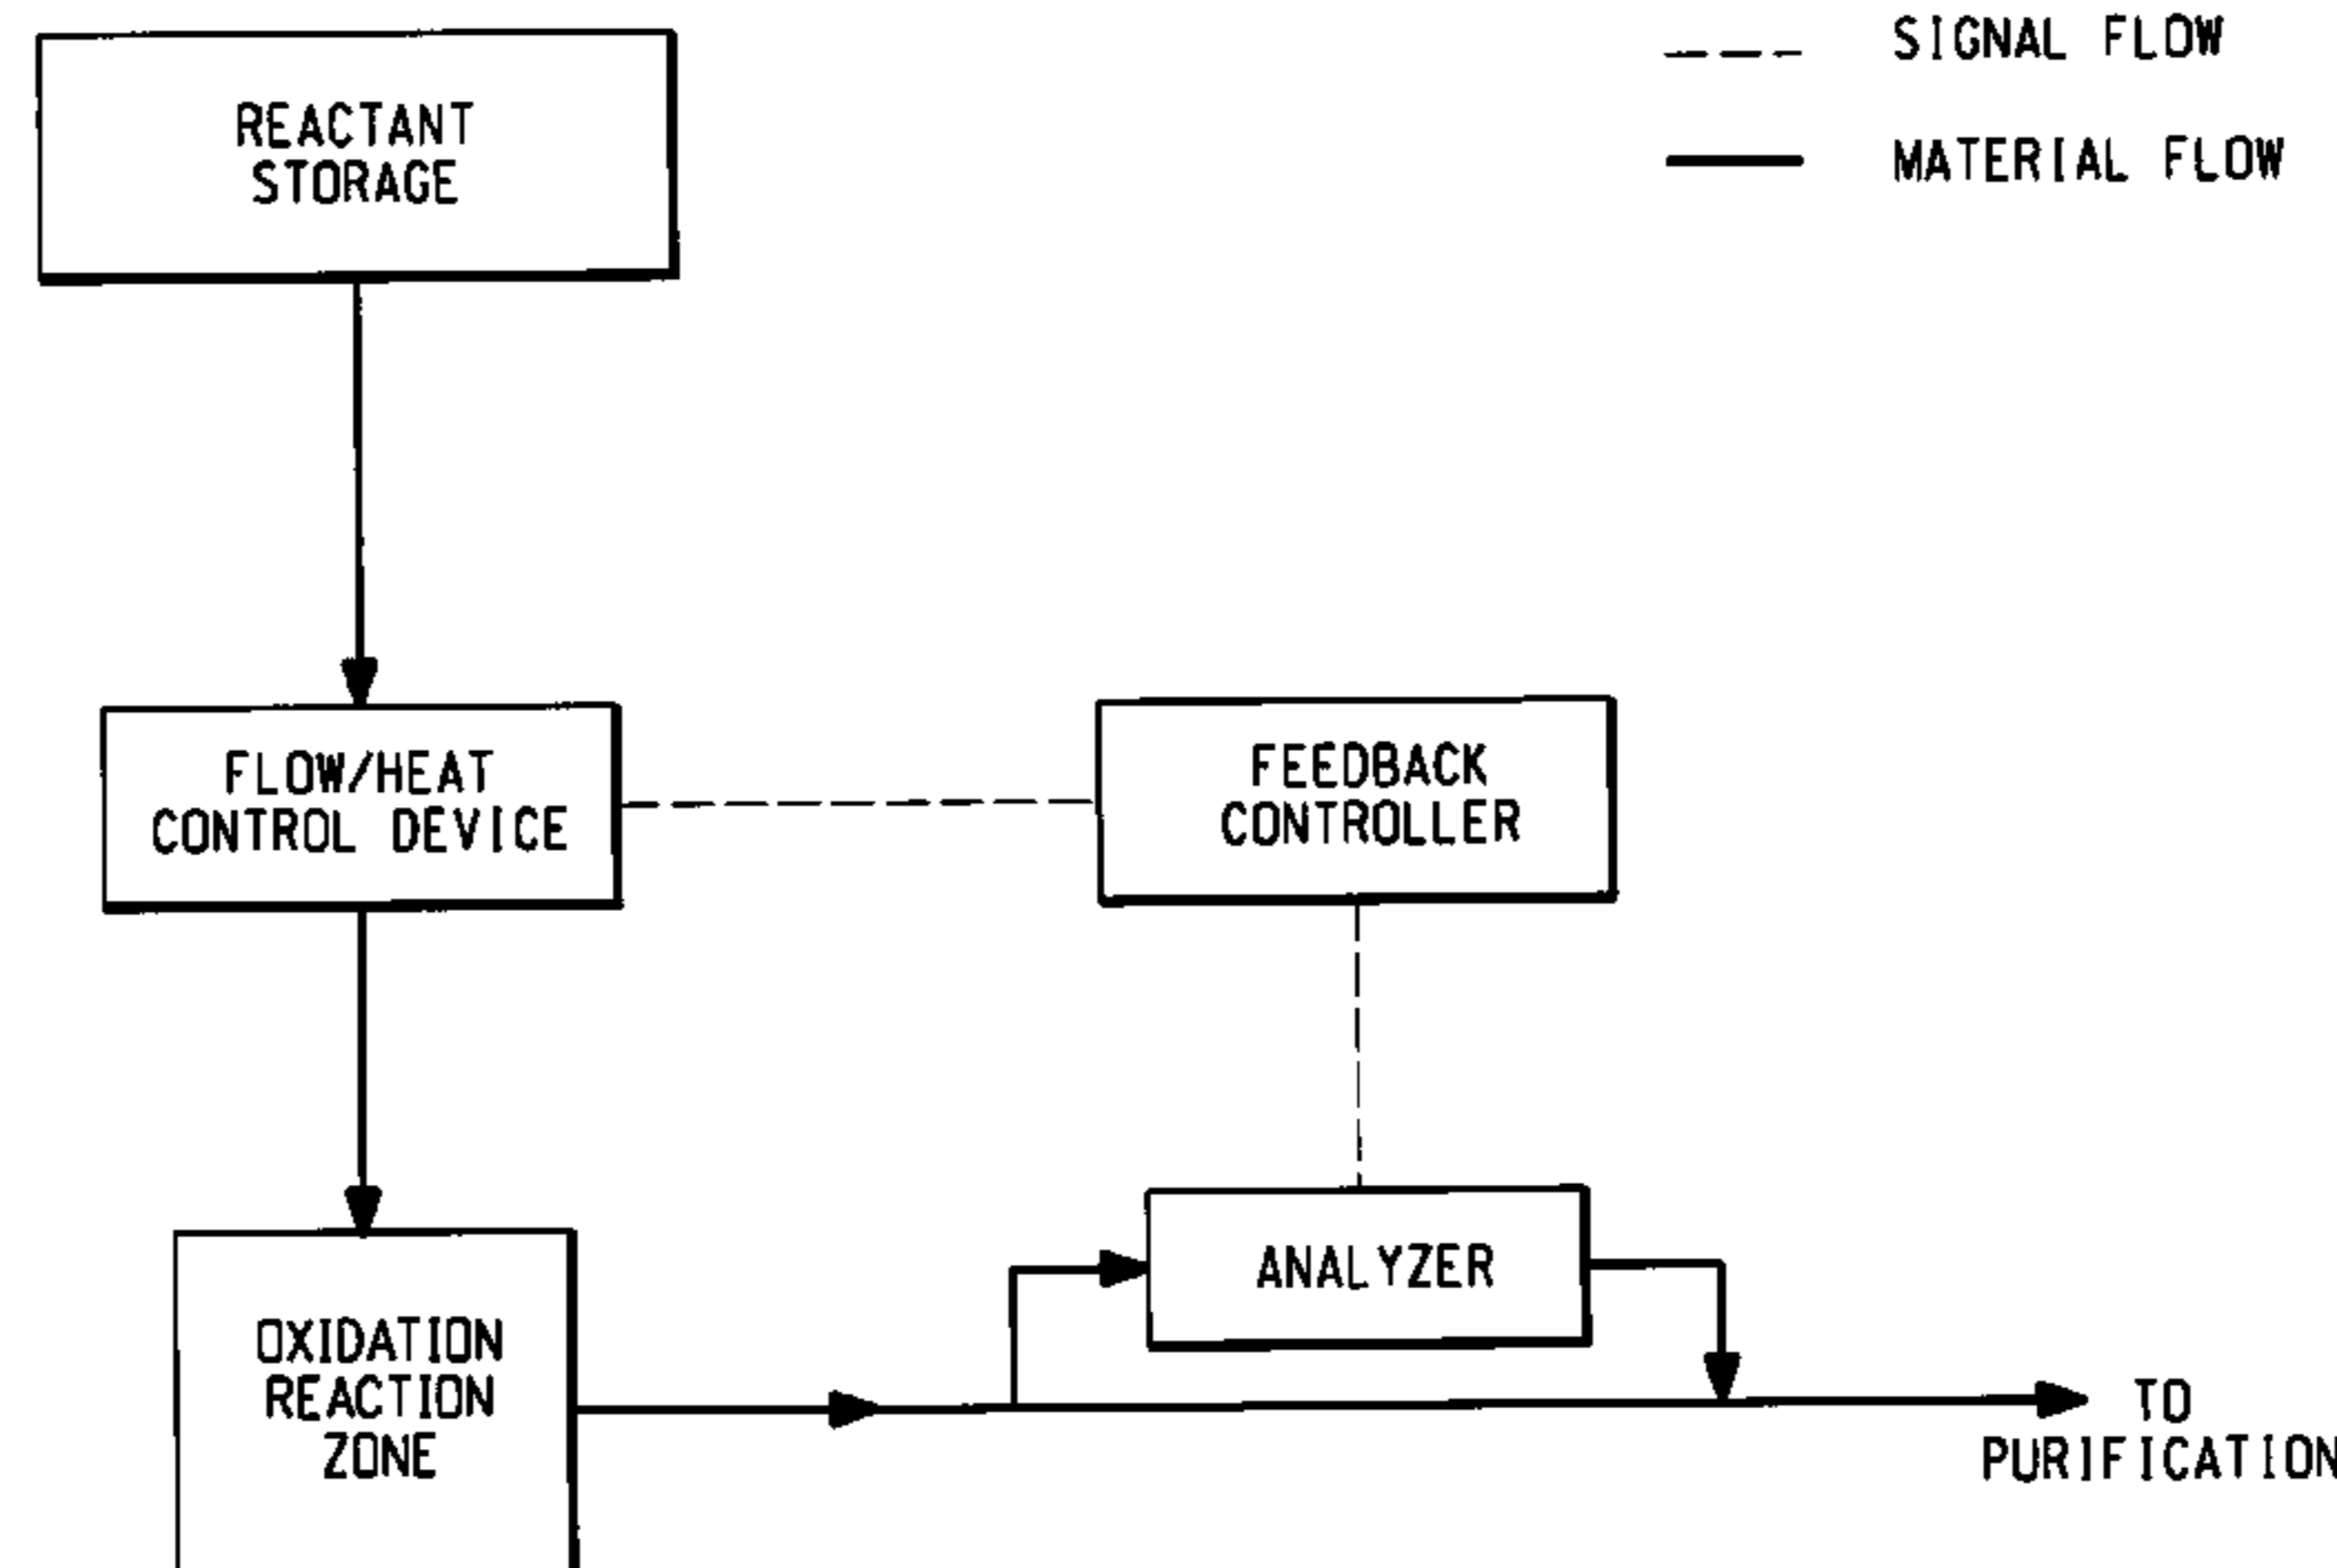 SIGNAL FLOW
MATERIAL FLOW
REACTANT
STORAGE
FLOW/HEAT
CONTROL DEVICE
FEEDBACK
CONTROLLER
ANALYZER
OXIDATION
REACTION
ZONE
TO
PURIFICATION